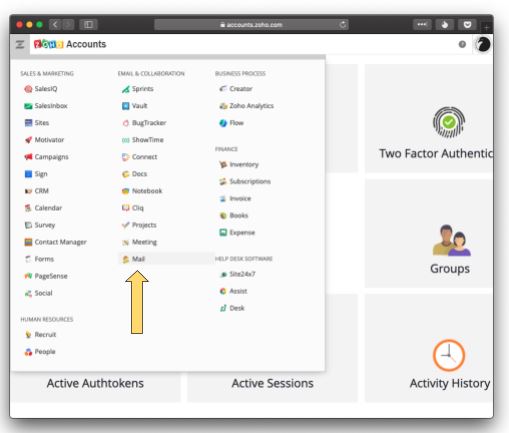 accounts.zoho.com
ZOHO Accounts
SALES & MARKETING
SalesIQ
SalesInbox
Sites
Motivator
Campaigns
Sign
CRM
Calendar
Survey
Contact Manager
Forms
PageSense
Social
HUMAN RESOURCES
Recruit
People
EMAIL & COLLABORATION
Sprints
Vault
BugTracker
ShowTime
Connect
Docs
Notebook
Cliq
Projects
Meeting
Mail
BUSINESS PROCESS
Creator
Zoho Analytics
Flow
FINANCE
Inventory
Subscriptions
Invoice
Books
Expense
HELP DESK SOFTWARE
Site24x7
Assist
Desk
Two Factor Authentic
Groups
Active Authtokens
Active Sessions
Activity History